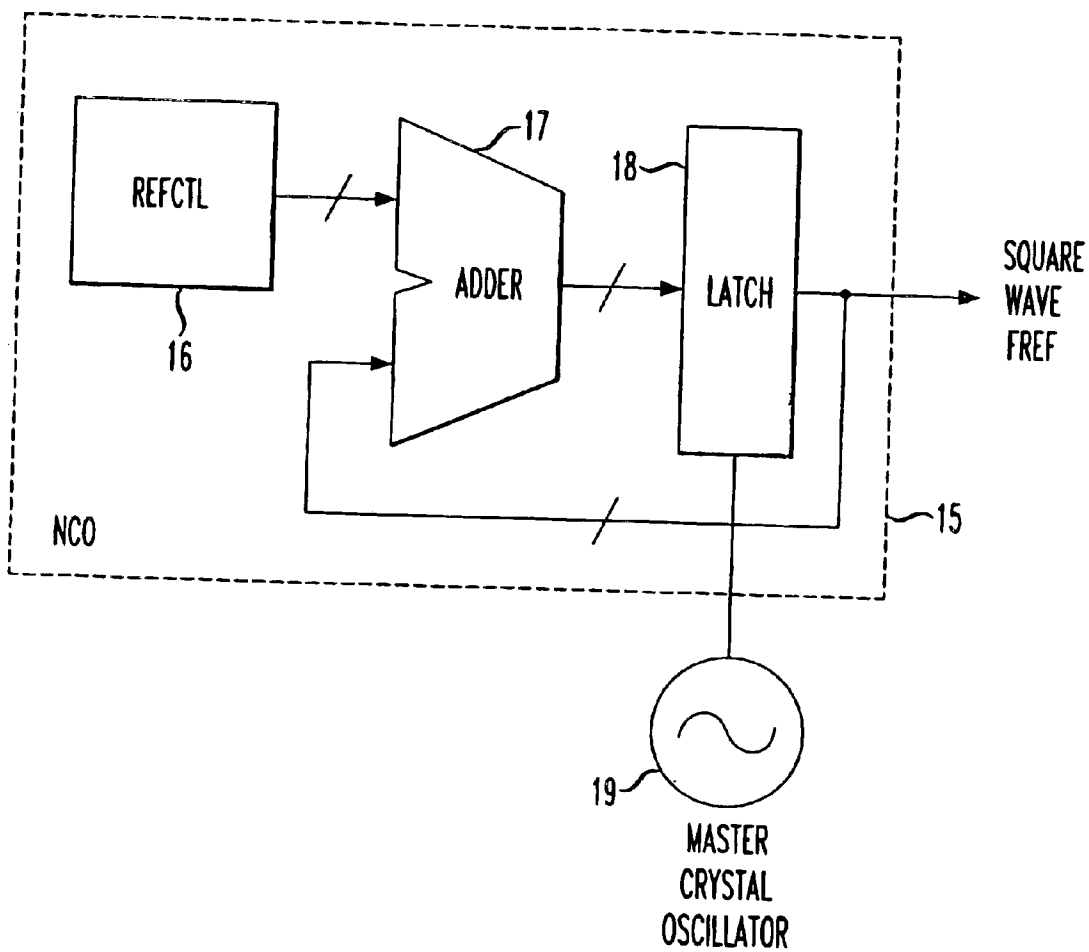 REFCTL
16
17
ADDER
18
LATCH
SQUARE
WAVE
FREF
NCO
15
19
MASTER
CRYSTAL
OSCILLATOR